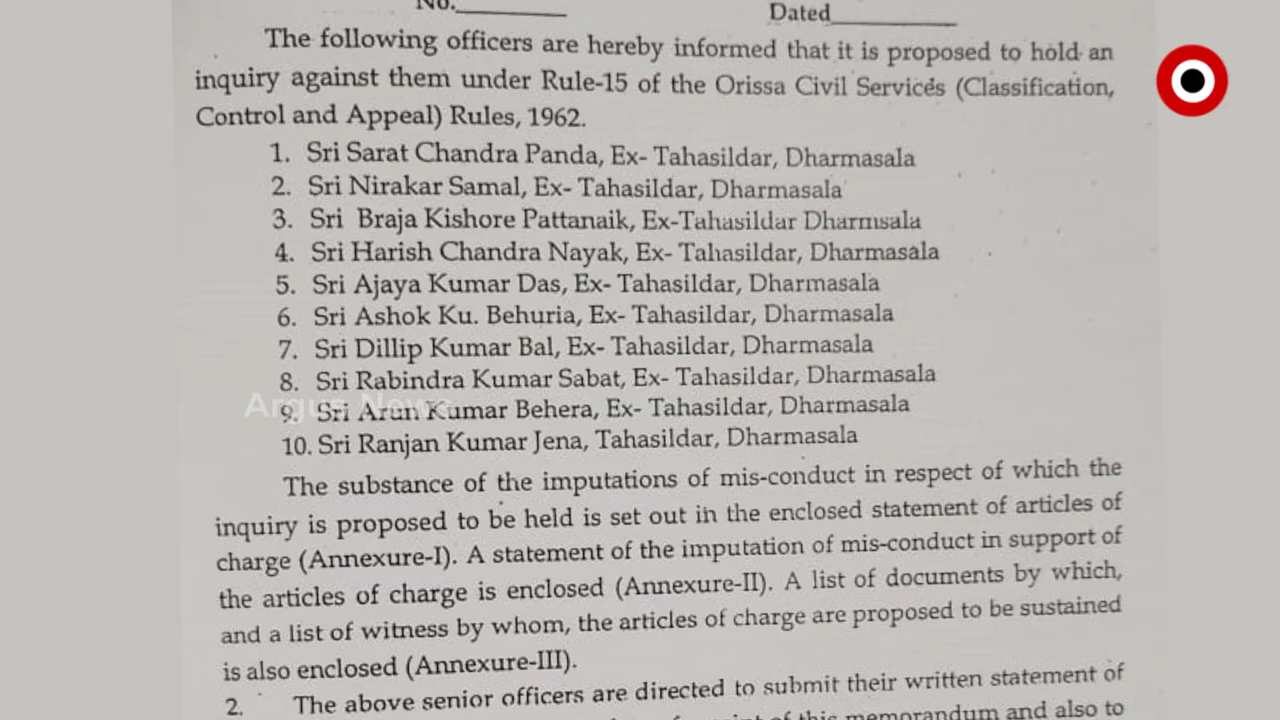 No.__________ Dated__________
The following officers are hereby informed that it is proposed to hold an
inquiry against them under Rule-15 of the Orissa Civil Services (Classification,
Control and Appeal) Rules, 1962.
1. Sri Sarat Chandra Panda, Ex- Tahasildar, Dharmasala
2. Sri Nirakar Samal, Ex- Tahasildar, Dharmasala
3. Sri Braja Kishore Pattanaik, Ex-Tahasildar Dharmsala
4. Sri Harish Chandra Nayak, Ex- Tahasildar, Dharmasala
5. Sri Ajaya Kumar Das, Ex- Tahasildar, Dharmasala
6. Sri Ashok Ku. Behuria, Ex- Tahasildar, Dharmasala
7. Sri Dillip Kumar Bal, Ex- Tahasildar, Dharmasala
8. Sri Rabindra Kumar Sabat, Ex- Tahasildar, Dharmasala
Argus News
9. Sri Arun Kumar Behera, Ex- Tahasildar, Dharmasala
10. Sri Ranjan Kumar Jena, Tahasildar, Dharmasala
The substance of the imputations of mis-conduct in respect of which the
inquiry is proposed to be held is set out in the enclosed statement of articles of
charge (Annexure-I). A statement of the imputation of mis-conduct in support of
the articles of charge is enclosed (Annexure-II). A list of documents by which,
and a list of witness by whom, the articles of charge are proposed to be sustained
is also enclosed (Annexure-III).
2. The above senior officers are directed to submit their written statement of
of this memorandum and also to